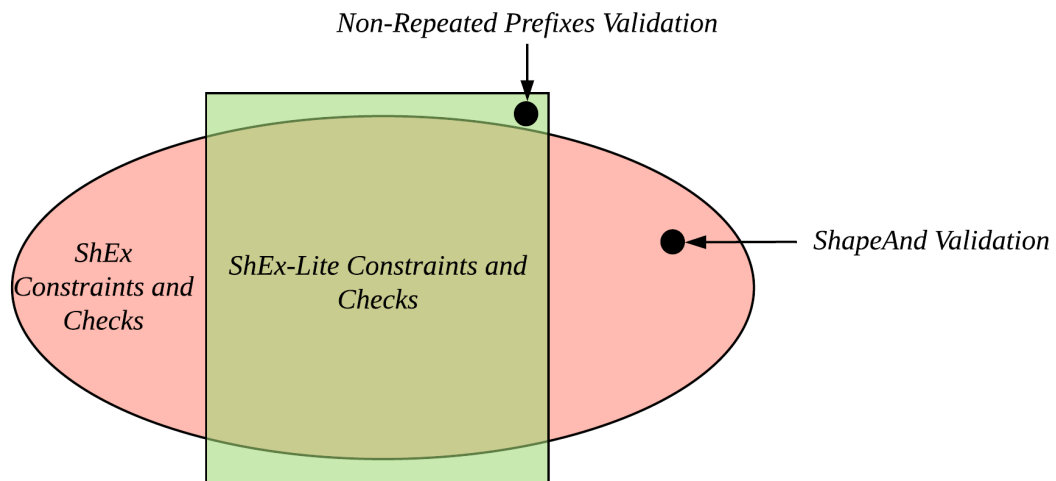 Non-Repeated Prefixes Validation
ShapeAnd Validation
ShEx
Constraints and
Checks
ShEx-Lite Constraints and
Checks